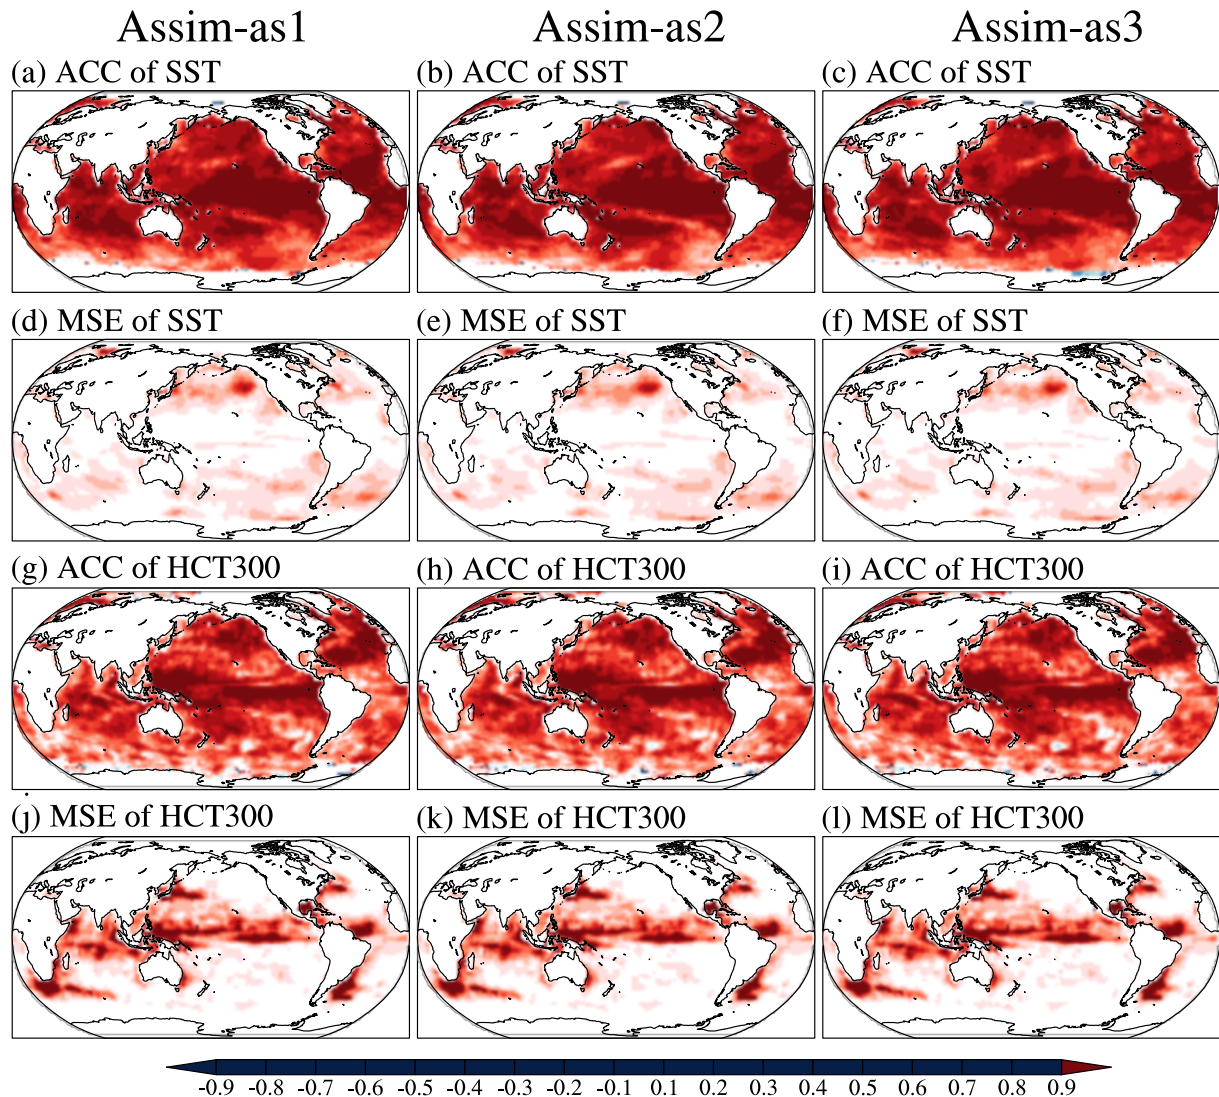 Assim-as1 Assim-as2 Assim-as3
(a) ACC of SST (b) ACC of SST (c) ACC of SST
(d) MSE of SST (e) MSE of SST (f) MSE of SST
(g) ACC of HCT300 (h) ACC of HCT300 (i) ACC of HCT300
(j) MSE of HCT300 (k) MSE of HCT300 (l) MSE of HCT300
-0.9 -0.8 -0.7 -0.6 -0.5 -0.4 -0.3 -0.2 -0.1 0.1 0.2 0.3 0.4 0.5 0.6 0.7 0.8 0.9